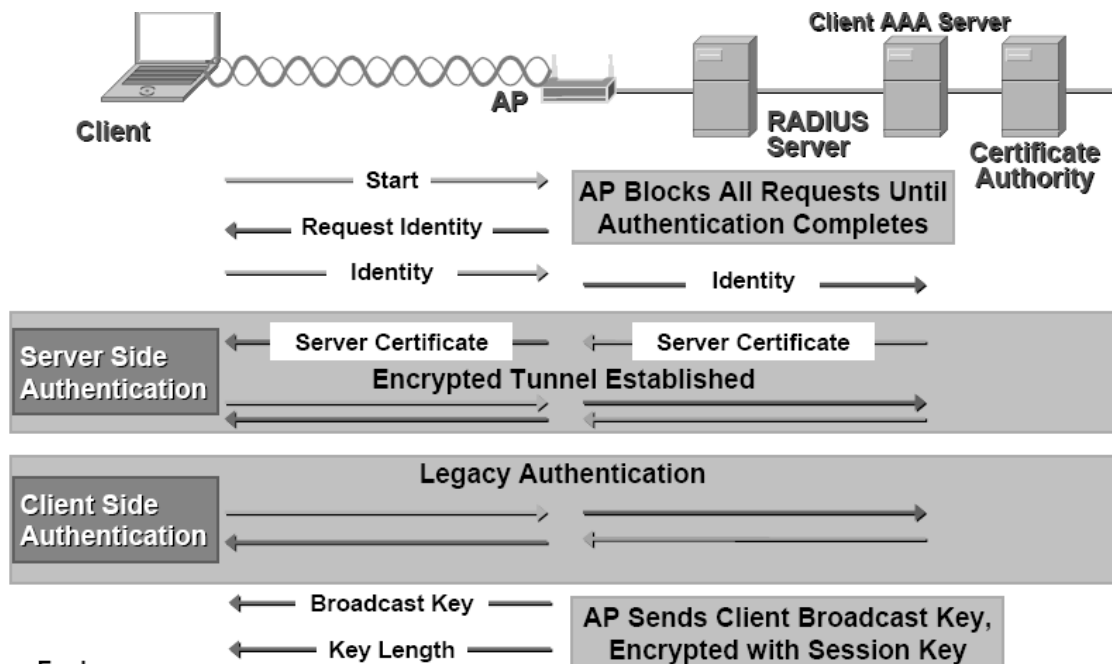 Client AAA Server
AP
Client
RADIUS
Server
Certificate
Authority
Start
AP Blocks All Requests Until
Authentication Completes
Request Identity
Identity
Identity
Server Side
Authentication
Server Certificate
Server Certificate
Encrypted Tunnel Established
Client Side
Authentication
Legacy Authentication
Broadcast Key
AP Sends Client Broadcast Key,
Encrypted with Session Key
Key Length